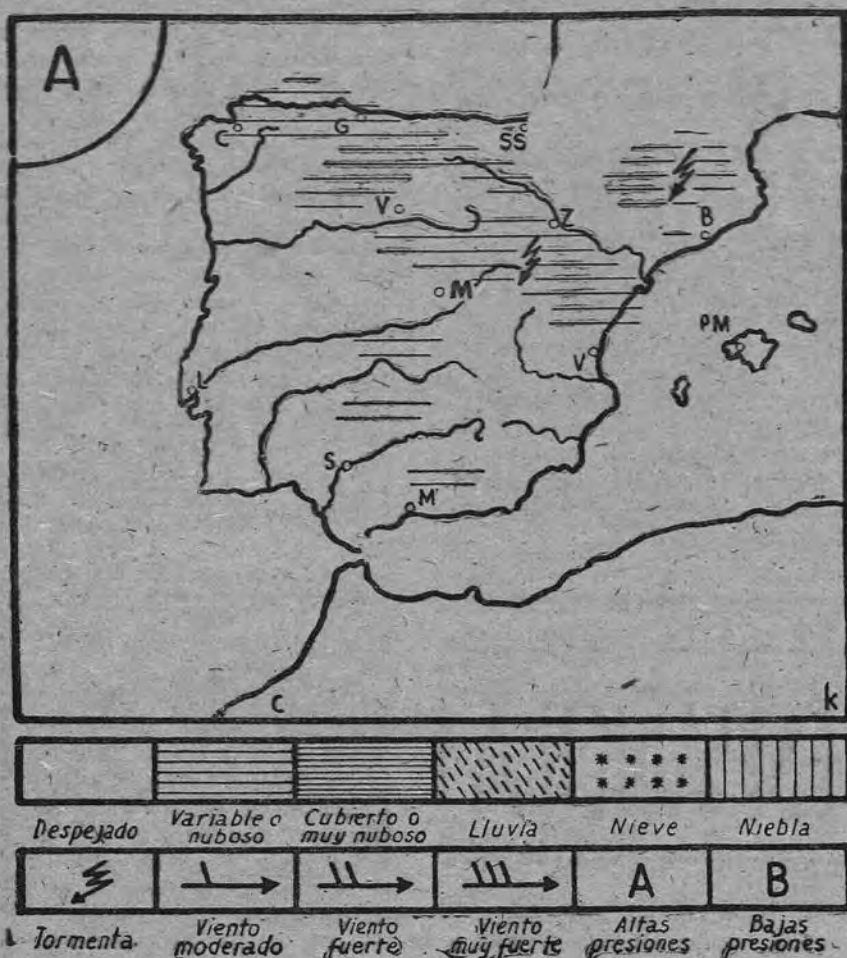 A
C G SS
V Z B
M PM
L V
S
M
C k
Despejado Variable o nuboso Cubierto o muy nuboso Lluvia Nieve Niebla
A B
Tormenta Viento moderado Viento fuerte Viento muy fuerte Altas presiones Bajas presiones